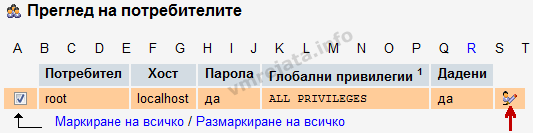 Преглед на потребителите
A B C D E F G H I J K L M N O P Q R S T
Потребител Хост Парола Глобални привилегии 1 Дадени
root localhost да ALL PRIVILEGES да
Маркиране на всичко / Размаркиране на всичко
vmrejata.info